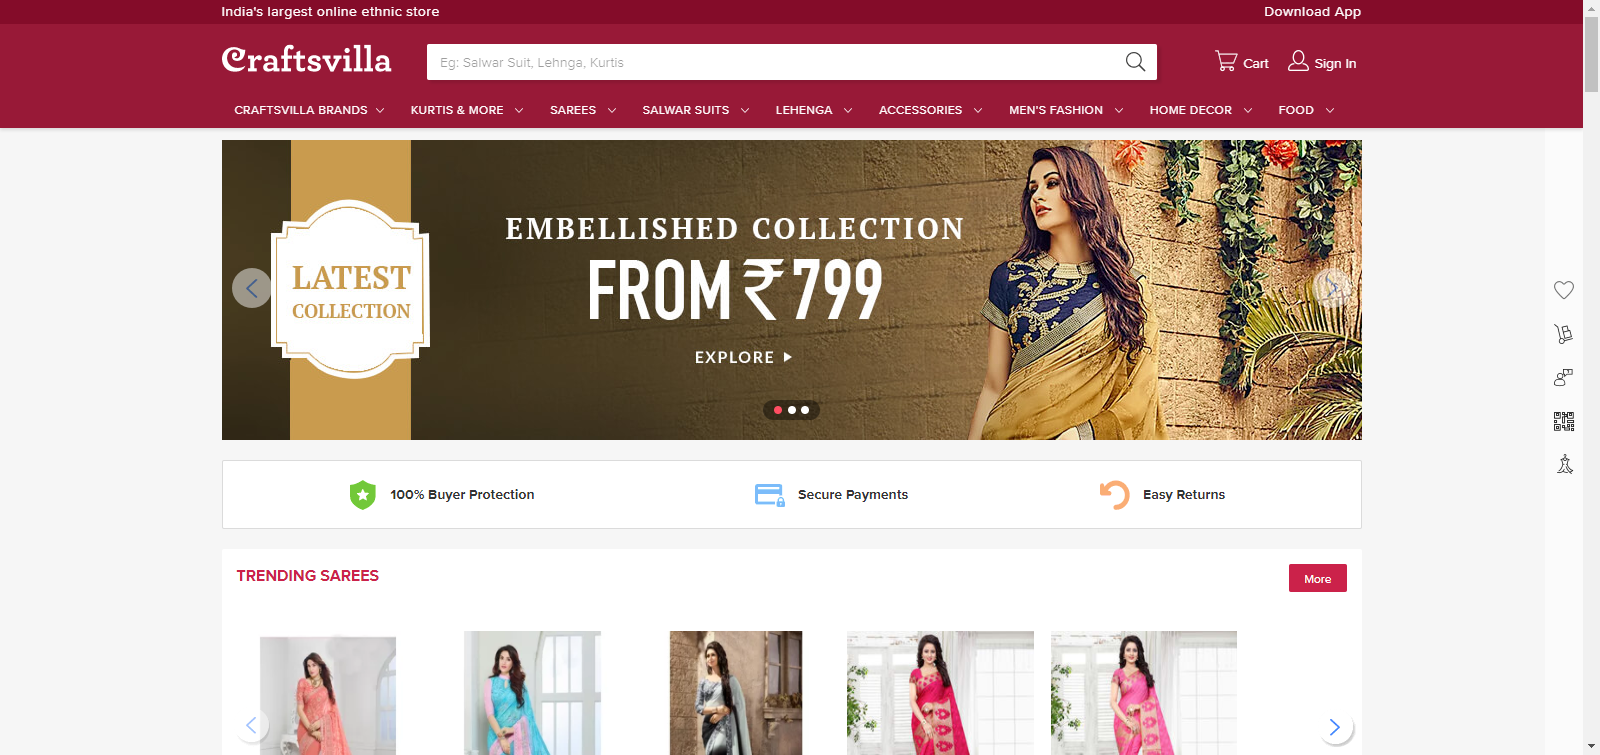 India's largest online ethnic store
Download App
Craftsvilla
Eg: Salwar Suit, Lehnga, Kurtis
Cart
Sign In
CRAFTSVILLA BRANDS
KURTIS & MORE
SAREES
SALWAR SUITS
LEHENGA
ACCESSORIES
MEN'S FASHION
HOME DECOR
FOOD
LATEST
COLLECTION
EMBELLISHED COLLECTION
FROM ₹ 799
EXPLORE
100% Buyer Protection
Secure Payments
Easy Returns
TRENDING SAREES
More